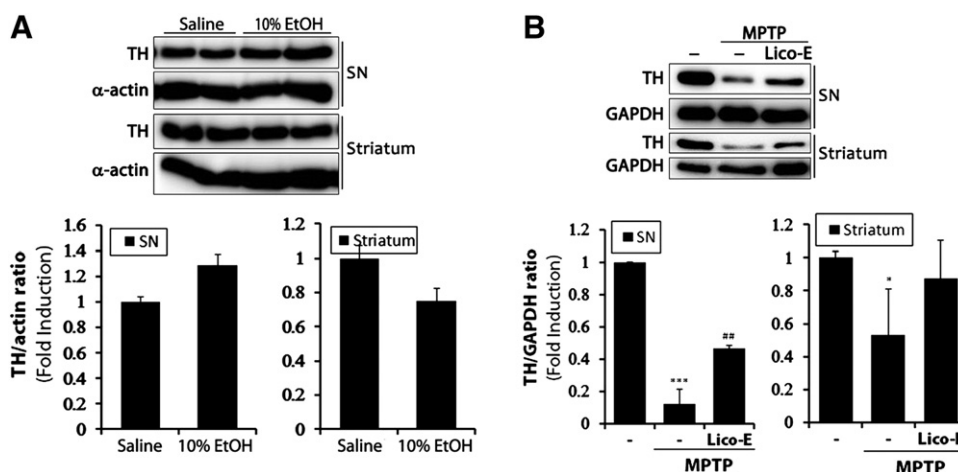 A
Saline 10% EtOH
TH
α-actin
SN
TH
α-actin
Striatum
TH/actin ratio
(Fold Induction)
1.6
1.4
1.2
1
0.8
0.6
0.4
0.2
0
SN
Saline 10% EtOH
1.2
1
0.8
0.6
0.4
0.2
0
Striatum
Saline 10% EtOH
B
MPTP
– – Lico-E
TH
GAPDH
SN
TH
GAPDH
Striatum
TH/GAPDH ratio
(Fold Induction)
1.2
1
0.8
0.6
0.4
0.2
0
SN
***
##
- - Lico-E
MPTP
1.2
1
0.8
0.6
0.4
0.2
0
Striatum
*
- - Lico-E
MPTP